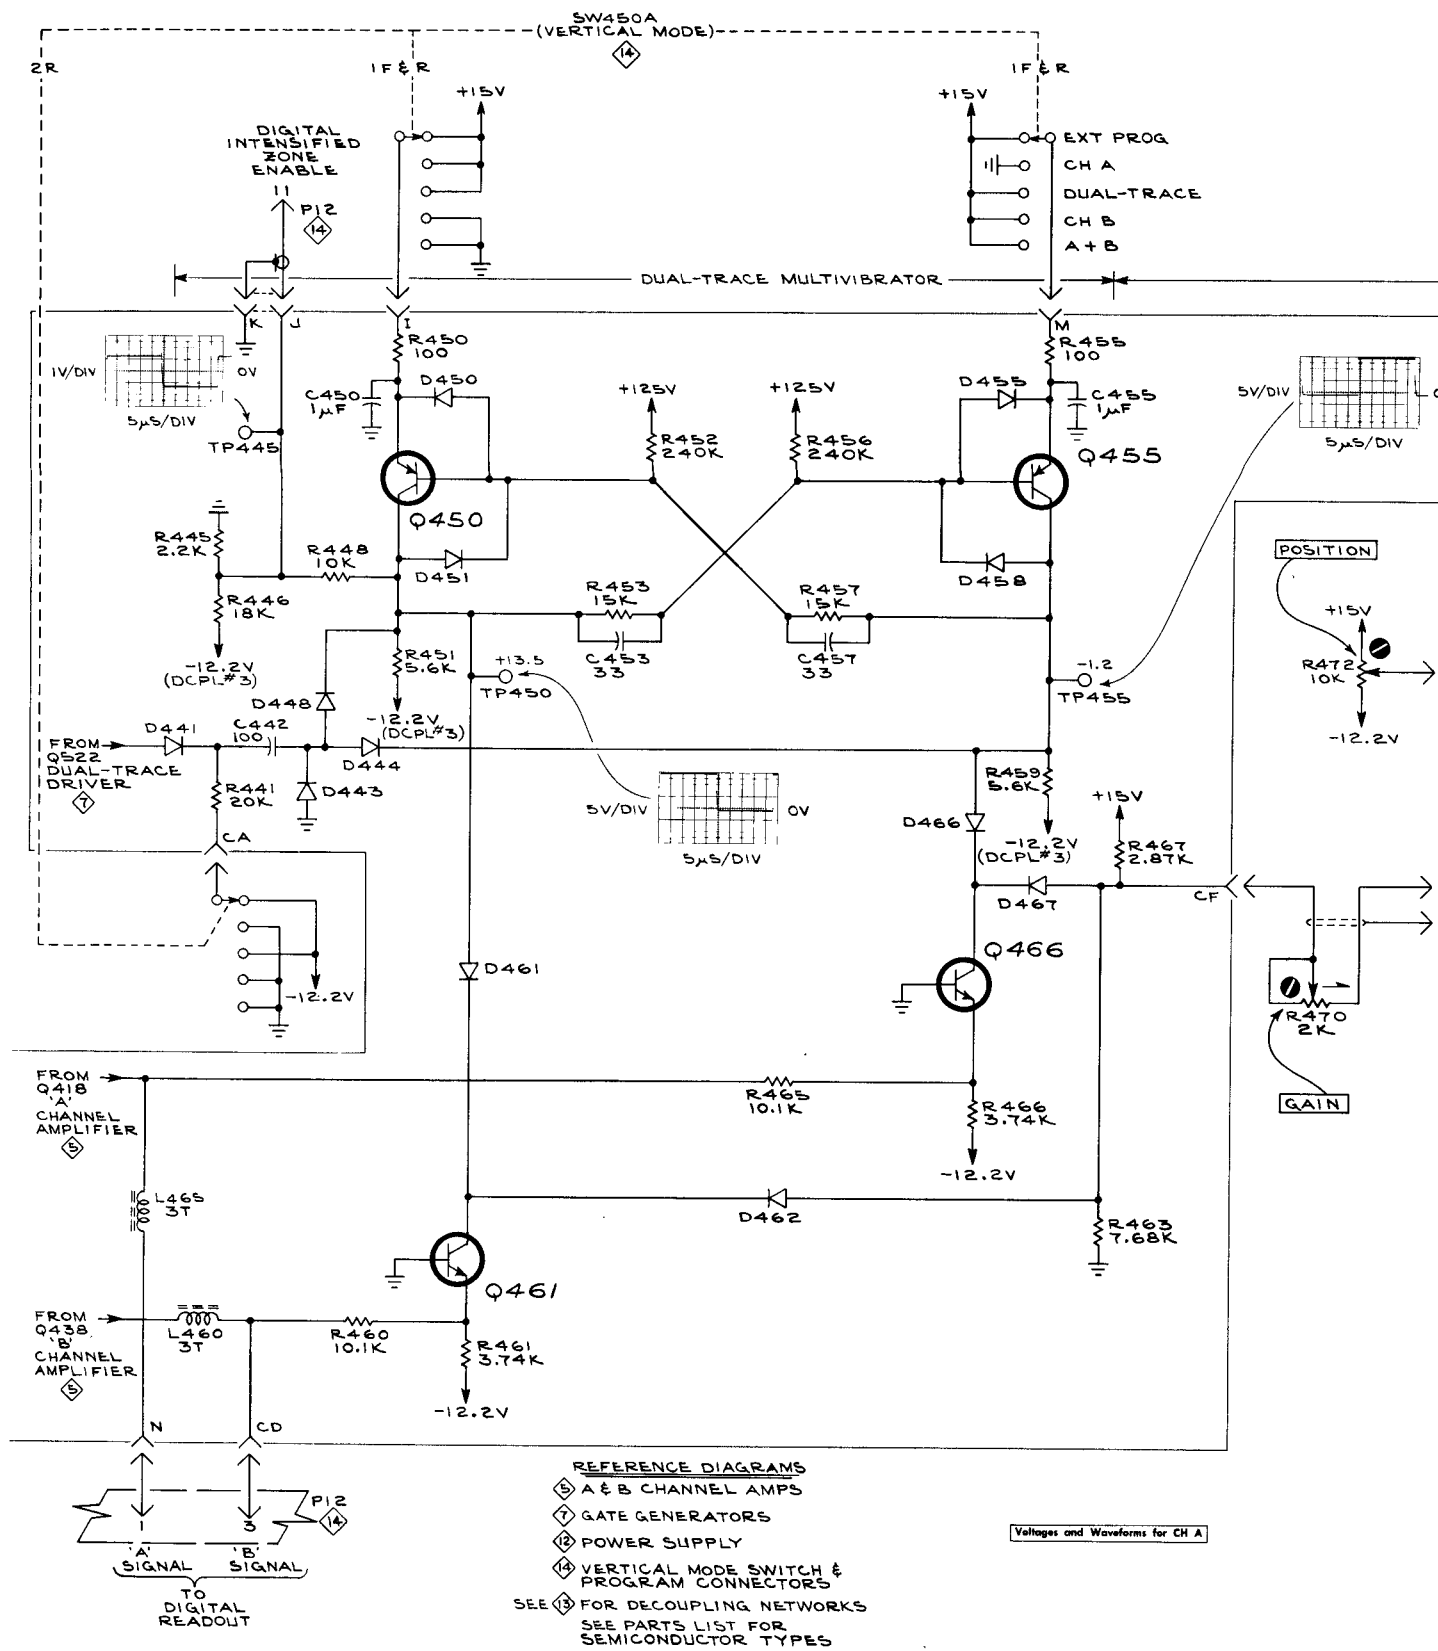 SW450A
(VERTICAL MODE)
14
2R
1F & R
1F & R
+15V
+15V
DIGITAL
INTENSIFIED
ZONE
ENABLE
11
P12
14
EXT PROG
CH A
DUAL-TRACE
CH B
A+B
DUAL-TRACE MULTIVIBRATOR
K
J
I
M
R450
100
R455
100
1V/DIV
0V
5µS/DIV
TP445
C450
1µF
D450
+125V
+125V
D455
C455
1µF
5V/DIV
5µS/DIV
R452
240K
R456
240K
Q455
Q450
R445
2.2K
R448
10K
D451
D458
POSITION
R446
18K
R453
15K
R457
15K
+15V
-12.2V
(DCPL#3)
R451
5.6K
C453
33
C457
33
+13.5
TP450
-1.2
TP455
R472
10K
D448
-12.2V
(DCPL#3)
-12.2V
D441
C442
100
FROM
Q522
DUAL-TRACE
DRIVER
7
D444
R441
20K
D443
R459
5.6K
+15V
5V/DIV
0V
5µS/DIV
D466
-12.2V
(DCPL#3)
R467
2.87K
CA
D467
CF
Q466
D461
-12.2V
R470
2K
FROM
Q418
'A'
CHANNEL
AMPLIFIER
5
R465
10.1K
R466
3.74K
GAIN
-12.2V
L465
3T
D462
R463
7.68K
Q461
FROM
Q438
'B'
CHANNEL
AMPLIFIER
5
L460
3T
R460
10.1K
R461
3.74K
-12.2V
N
CD
REFERENCE DIAGRAMS
5 A & B CHANNEL AMPS
7 GATE GENERATORS
12 POWER SUPPLY
14 VERTICAL MODE SWITCH &
PROGRAM CONNECTORS
SEE 13 FOR DECOUPLING NETWORKS
SEE PARTS LIST FOR
SEMICONDUCTOR TYPES
P12
14
1
3
'A'
SIGNAL
'B'
SIGNAL
TO
DIGITAL
READOUT
Voltages and Waveforms for CH A